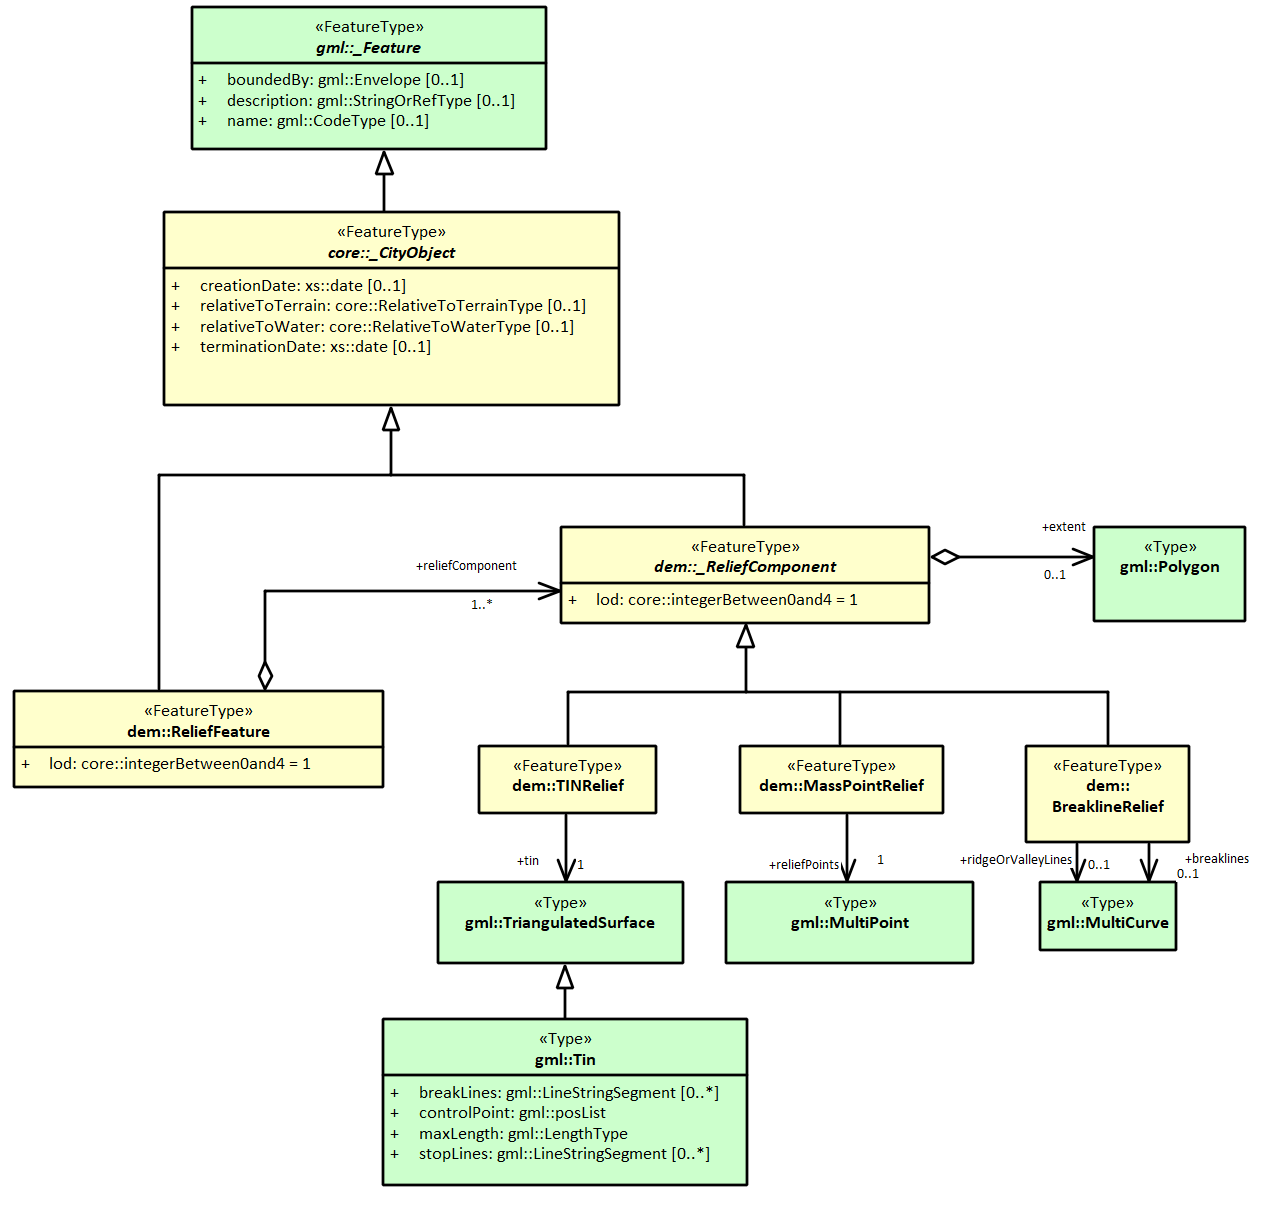 «FeatureType»
gml::_Feature
+ boundedBy: gml::Envelope [0..1]
+ description: gml::StringOrRefType [0..1]
+ name: gml::CodeType [0..1]
«FeatureType»
core::_CityObject
+ creationDate: xs::date [0..1]
+ relativeToTerrain: core::RelativeToTerrainType [0..1]
+ relativeToWater: core::RelativeToWaterType [0..1]
+ terminationDate: xs::date [0..1]
«FeatureType»
dem::_ReliefComponent
+ lod: core::integerBetween0and4 = 1
+extent
0..1
«Type»
gml::Polygon
+reliefComponent
1..*
«FeatureType»
dem::ReliefFeature
+ lod: core::integerBetween0and4 = 1
«FeatureType»
dem::TINRelief
«FeatureType»
dem::MassPointRelief
«FeatureType»
dem::
BreaklineRelief
+tin
1
+reliefPoints
1
+ridgeOrValleyLines
0..1
+breaklines
0..1
«Type»
gml::TriangulatedSurface
«Type»
gml::MultiPoint
«Type»
gml::MultiCurve
«Type»
gml::Tin
+ breakLines: gml::LineStringSegment [0..*]
+ controlPoint: gml::posList
+ maxLength: gml::LengthType
+ stopLines: gml::LineStringSegment [0..*]